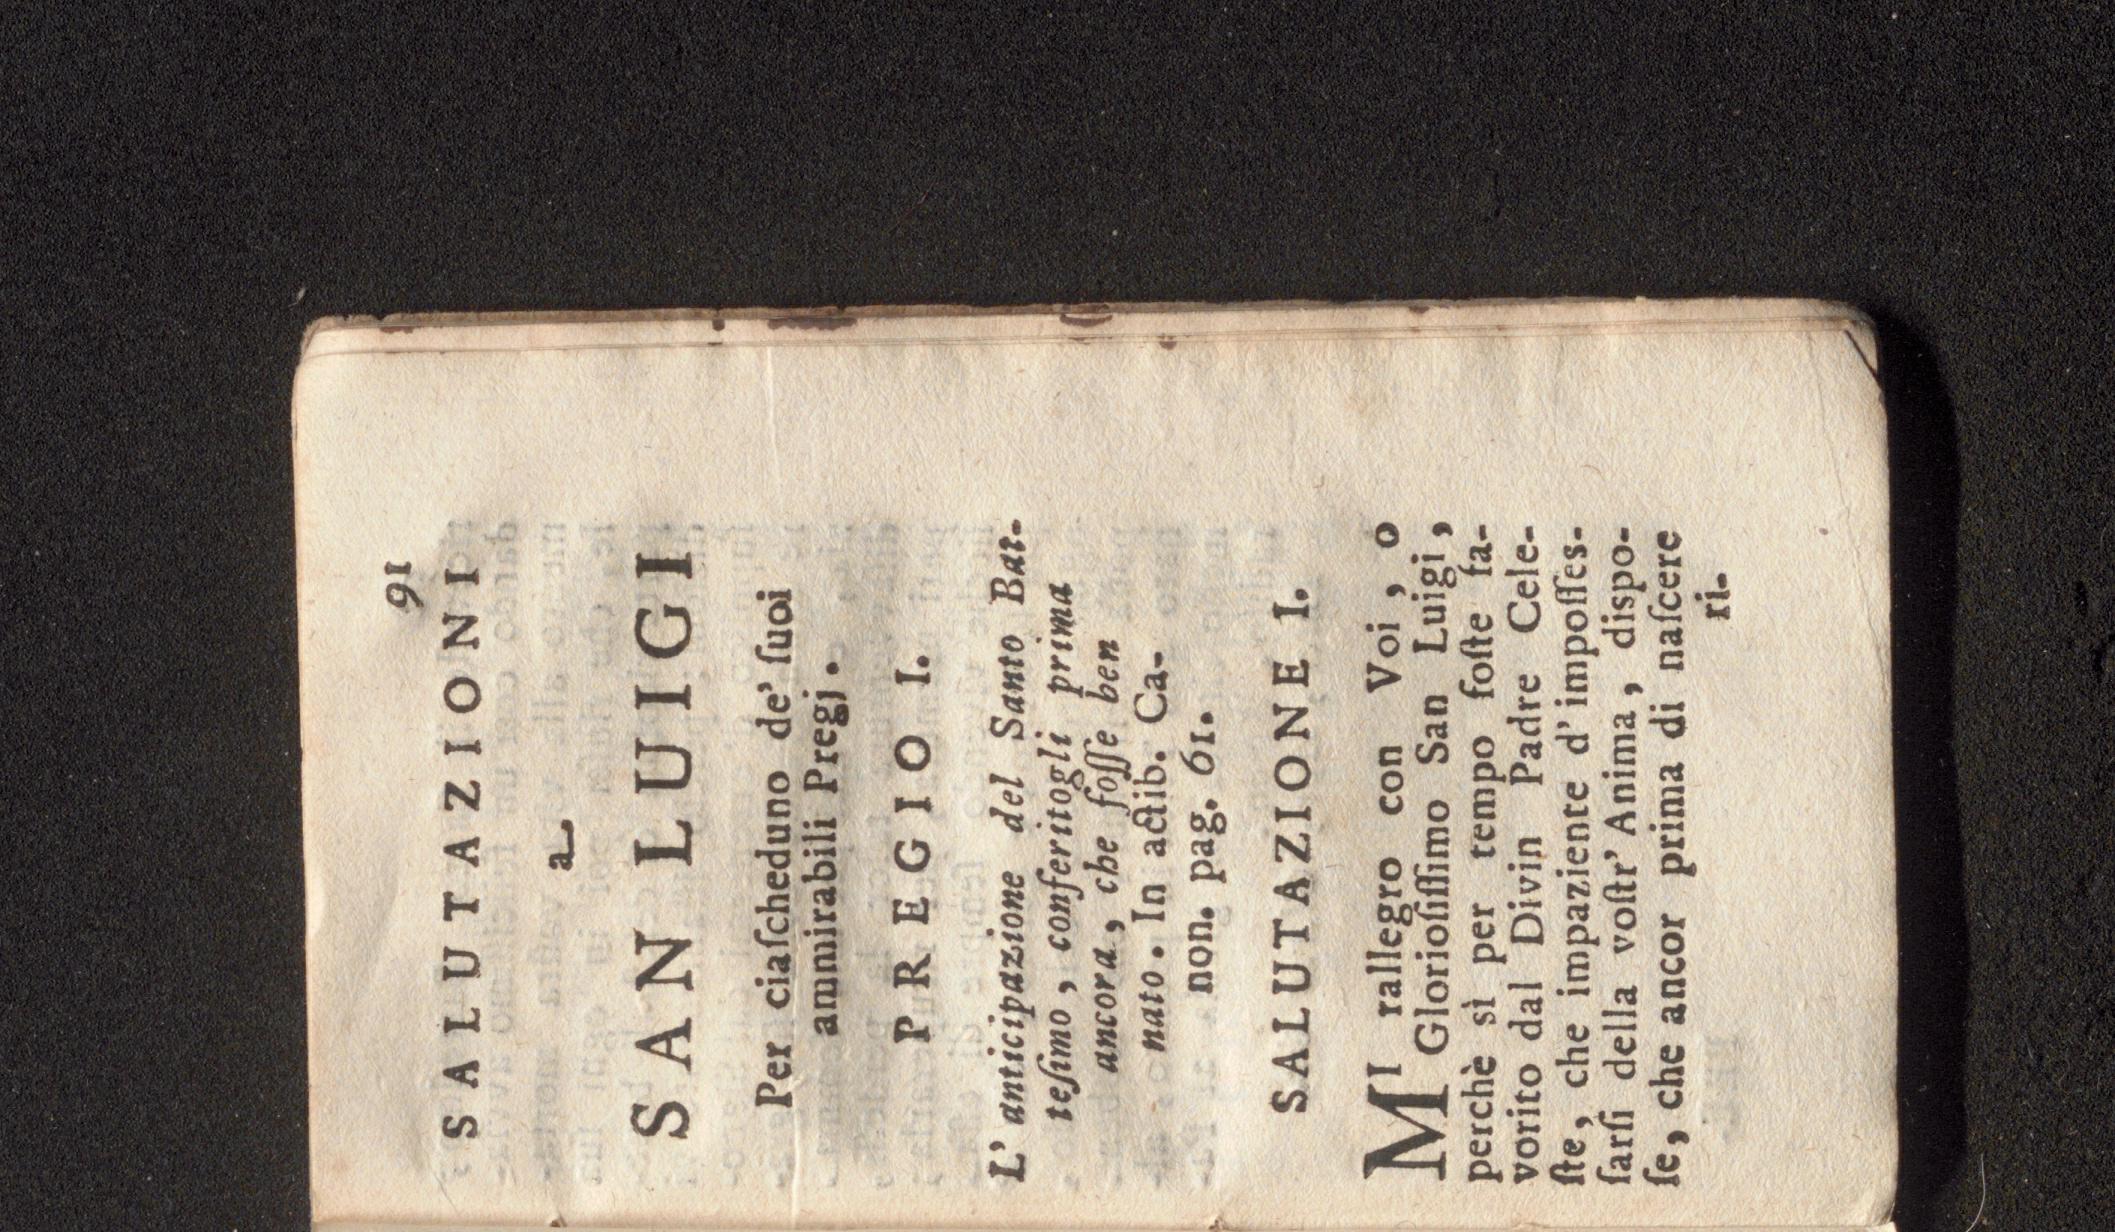 91
SALUTAZIONI
a
SAN LUIGI
Per ciaſcheduno de' ſuoi
ammirabili Pregj.
PREGIO I.
L' anticipazione del Santo Bat-
teſimo, conferitogli prima
ancora, che foſſe ben
nato. In actib. Ca-
non. pag. 61.
SALUTAZIONE I.
MI rallegro con Voi, o
Glorioſiſſimo San Luigi,
perchè sì per tempo foſte fa-
vorito dal Divin Padre Cele-
ſte, che impaziente d' impoſſes-
ſarſi della voſtr' Anima, dispo-
ſe, che ancor prima di naſcere
ri.